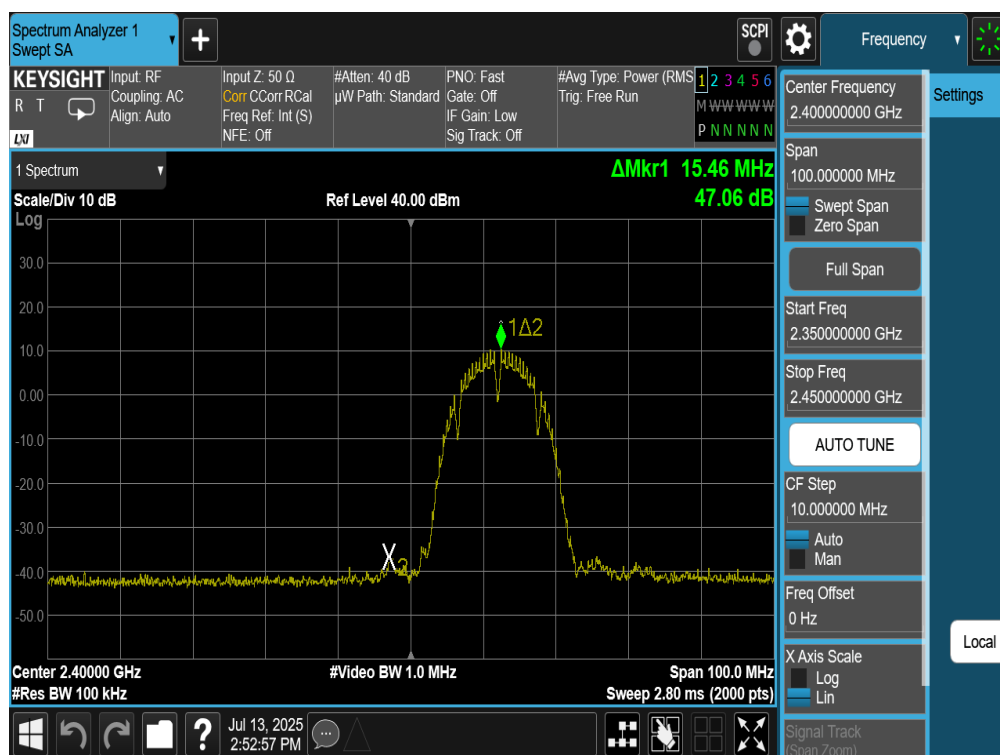 Spectrum Analyzer 1
Swept SA
+
SCPI
Frequency
KEYSIGHT
R T
LXI
Input: RF
Coupling: AC
Align: Auto
Input Z: 50 Ω
Corr CCorr RCal
Freq Ref: Int (S)
NFE: Off
#Atten: 40 dB
µW Path: Standard
PNO: Fast
Gate: Off
IF Gain: Low
Sig Track: Off
#Avg Type: Power (RMS
Trig: Free Run
1 2 3 4 5 6
M W W W W W
P N N N N N
1 Spectrum
ΔMkr1 15.46 MHz
47.06 dB
Scale/Div 10 dB
Ref Level 40.00 dBm
Log
30.0
20.0
10.0
0.00
-10.0
-20.0
-30.0
-40.0
-50.0
1Δ2
X
Center 2.40000 GHz
#Video BW 1.0 MHz
Span 100.0 MHz
#Res BW 100 kHz
Sweep 2.80 ms (2000 pts)
Center Frequency
2.400000000 GHz
Settings
Span
100.000000 MHz
Swept Span
Zero Span
Full Span
Start Freq
2.350000000 GHz
Stop Freq
2.450000000 GHz
AUTO TUNE
CF Step
10.000000 MHz
Auto
Man
Freq Offset
0 Hz
Local
X Axis Scale
Log
Lin
Signal Track
(Span Zoom)
?
Jul 13, 2025
2:52:57 PM